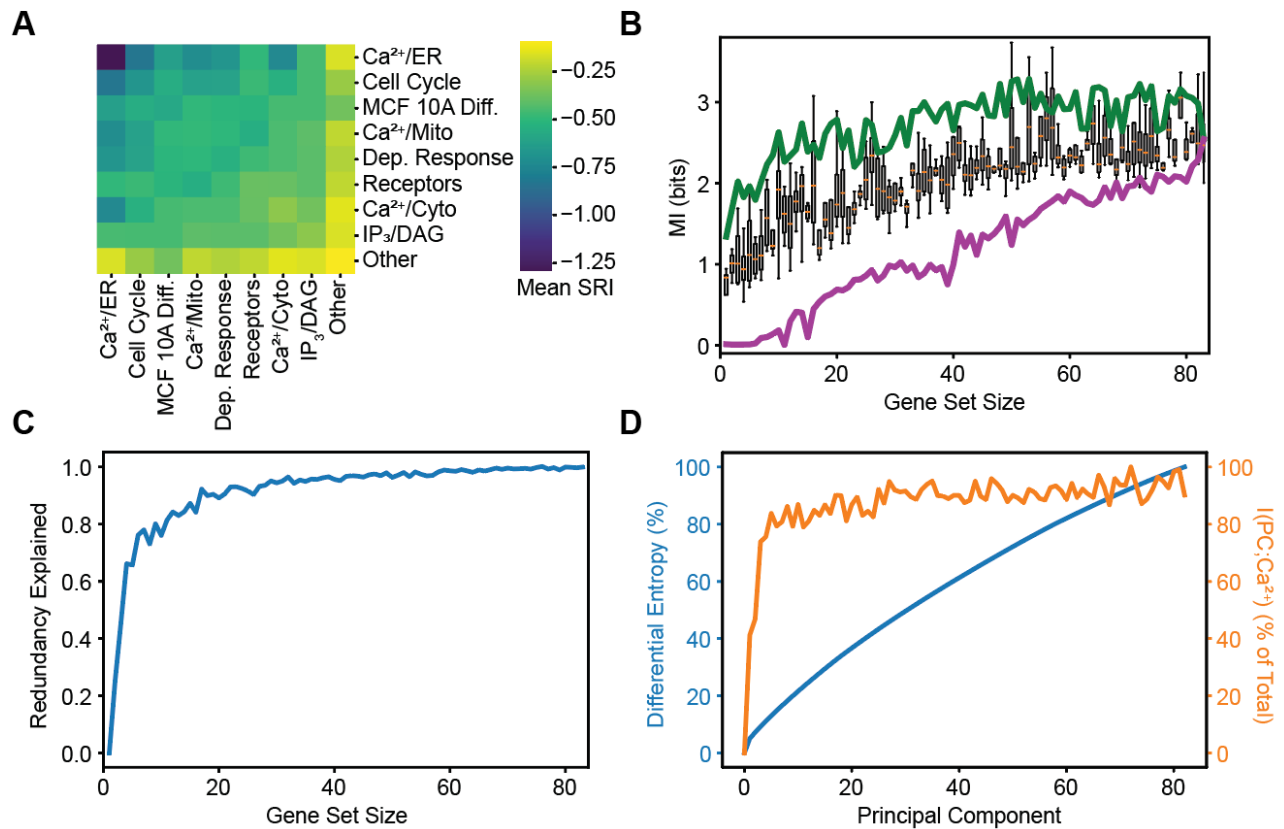 A
Ca²⁺/ER
Cell Cycle
MCF 10A Diff.
Ca²⁺/Mito
Dep. Response
Receptors
Ca²⁺/Cyto
IP₃/DAG
Other
Ca²⁺/ER
Cell Cycle
MCF 10A Diff.
Ca²⁺/Mito
Dep. Response
Receptors
Ca²⁺/Cyto
IP₃/DAG
Other
−0.25
−0.50
−0.75
−1.00
−1.25
Mean SRI
B
MI (bits)
3
2
1
0
0 20 40 60 80
Gene Set Size
C
Redundancy Explained
1.0
0.8
0.6
0.4
0.2
0.0
0 20 40 60 80
Gene Set Size
D
Differential Entropy (%)
100
80
60
40
20
0
0 20 40 60 80
Principal Component
100
80
60
40
20
0
I(PC;Ca²⁺) (% of Total)